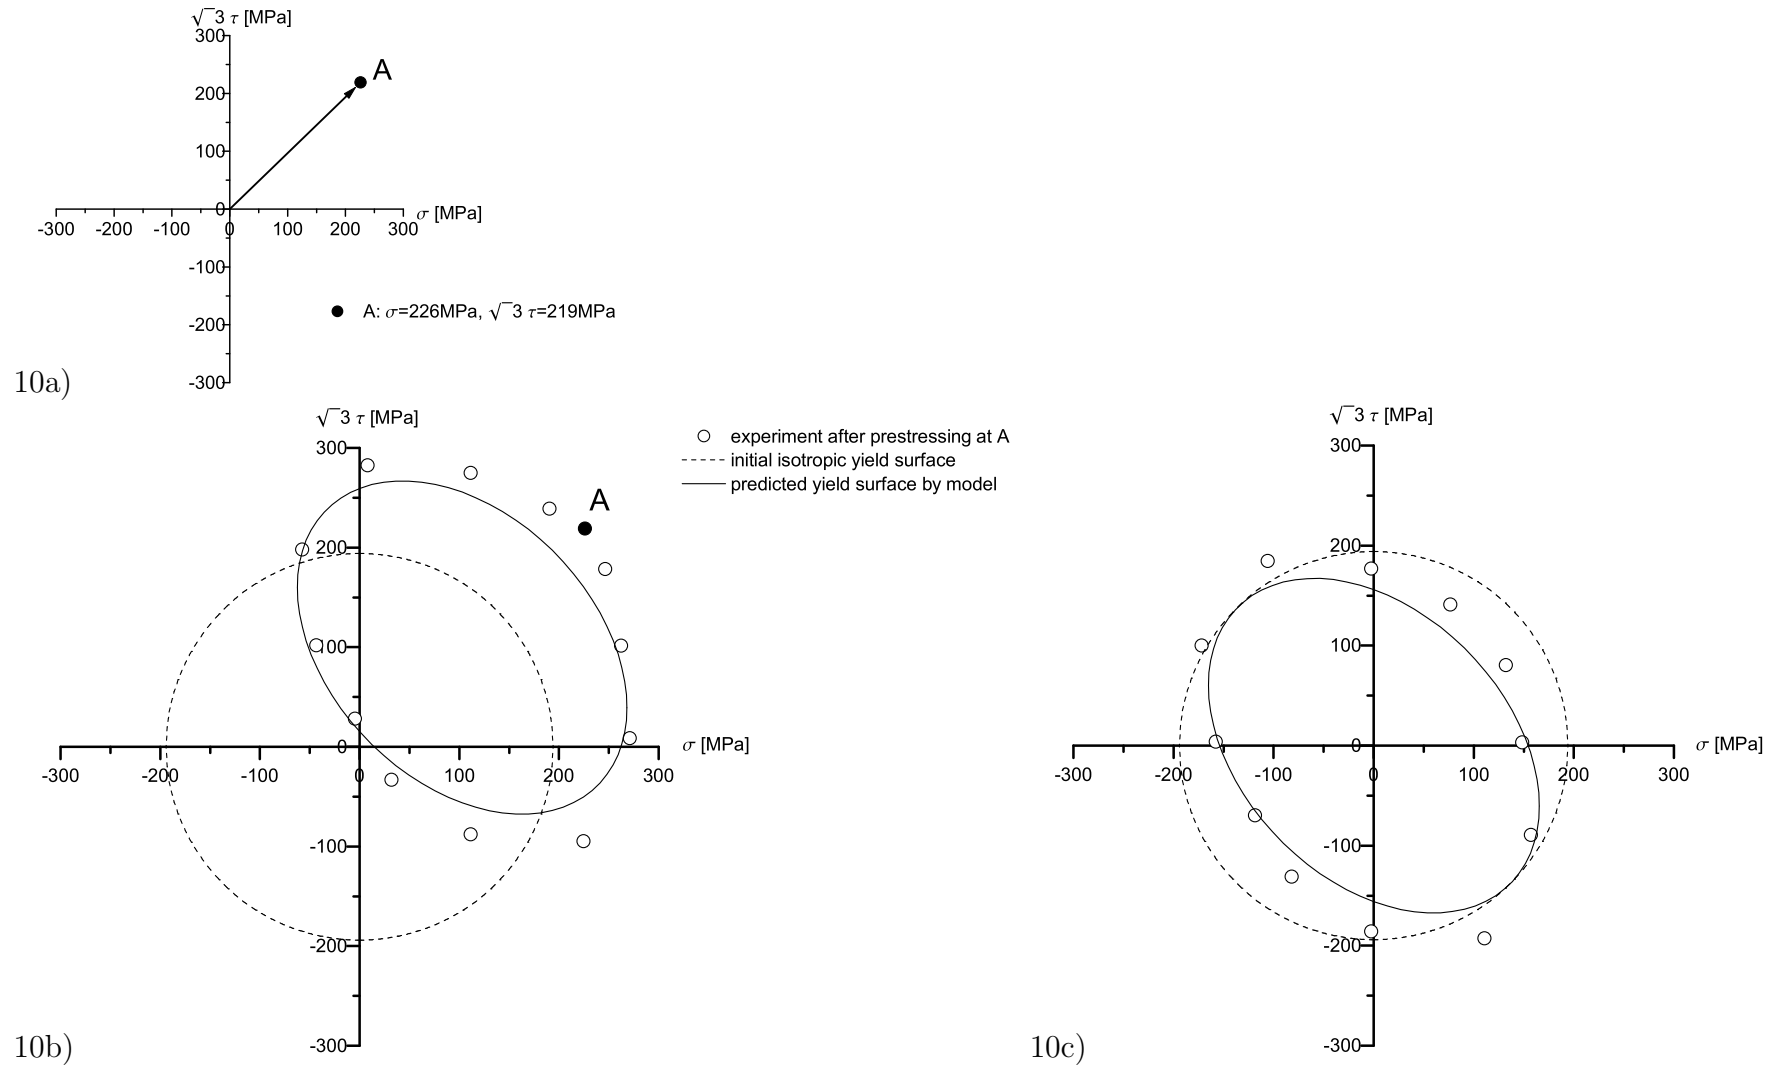 √‾3 τ [MPa]
300
A
200
100
0
σ [MPa]
-300 -200 -100 0 100 200 300
-100
A: σ=226MPa, √‾3 τ=219MPa
-200
-300
10a)
√‾3 τ [MPa]
300
experiment after prestressing at A
initial isotropic yield surface
predicted yield surface by model
A
200
100
0
σ [MPa]
-300 -200 -100 0 100 200 300
-100
-200
-300
10b)
√‾3 τ [MPa]
300
200
100
0
σ [MPa]
-300 -200 -100 0 100 200 300
-100
-200
-300
10c)